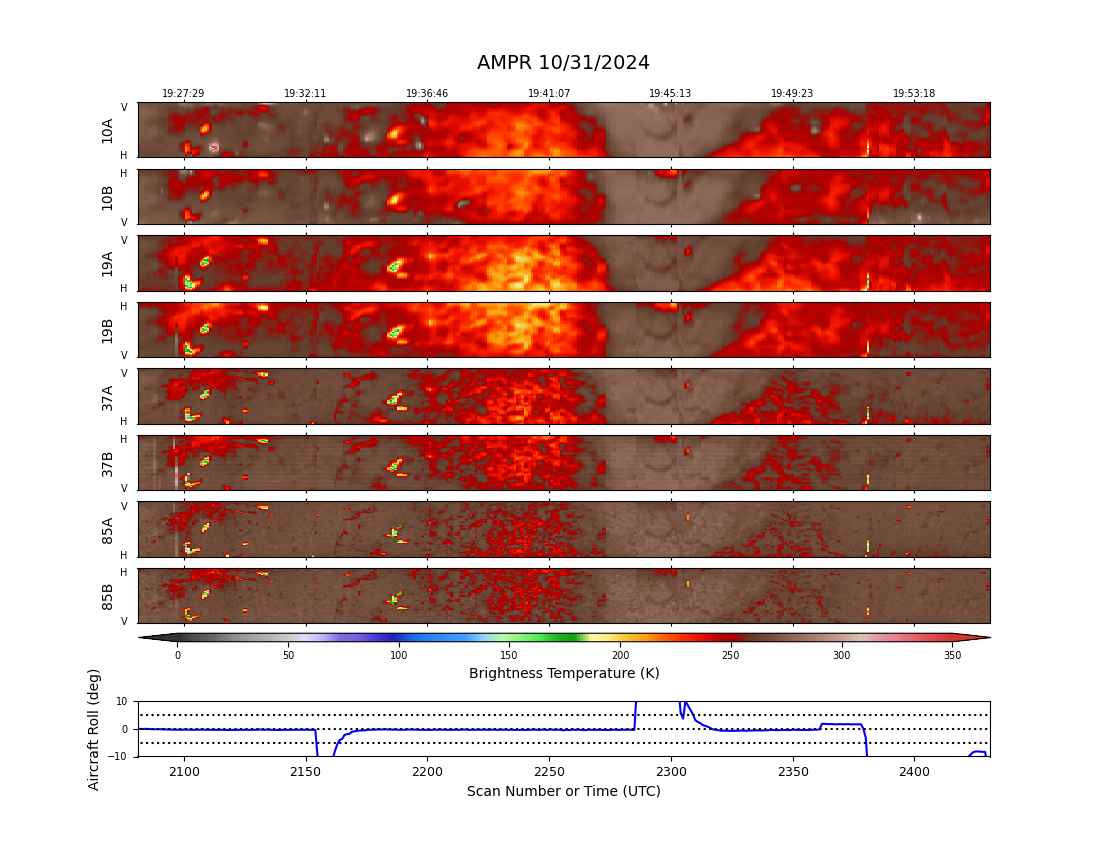 AMPR 10/31/2024
19:27:29 19:32:11 19:36:46 19:41:07 19:45:13 19:49:23 19:53:18
V
10A
H
H
10B
V
V
19A
H
H
19B
V
V
37A
H
H
37B
V
V
85A
H
H
85B
V
0 50 100 150 200 250 300 350
Brightness Temperature (K)
Aircraft Roll (deg)
10
0
−10
2100 2150 2200 2250 2300 2350 2400
Scan Number or Time (UTC)